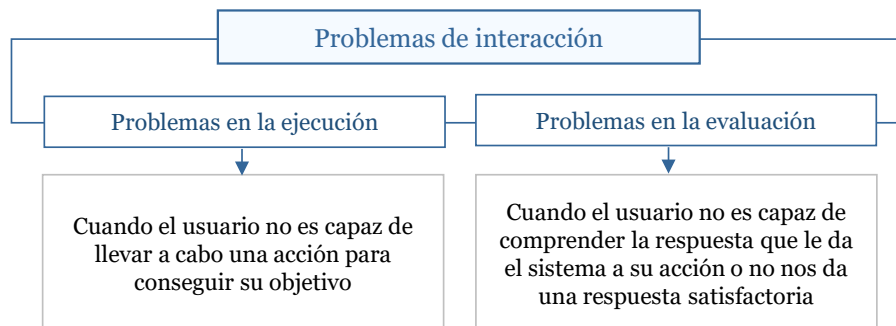 Problemas de interacción
Problemas en la ejecución
Problemas en la evaluación
Cuando el usuario no es capaz de
llevar a cabo una acción para
conseguir su objetivo
Cuando el usuario no es capaz de
comprender la respuesta que le da
el sistema a su acción o no nos da
una respuesta satisfactoria